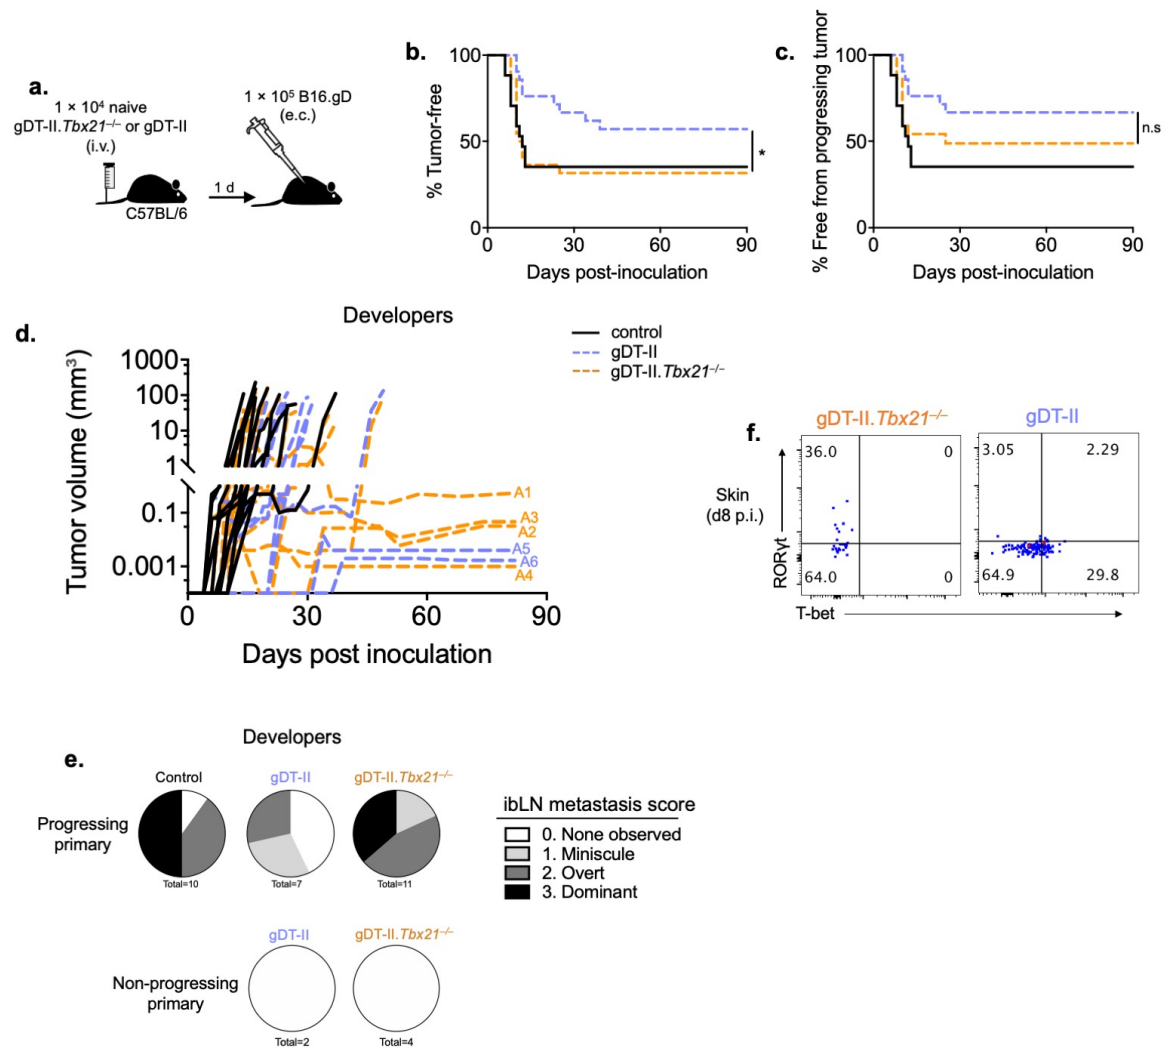 a.
1 × 10⁴ naive
gDT-II.Tbx21⁻/⁻ or gDT-II
(i.v.)
C57BL/6
1 d
1 × 10⁵ B16.gD
(e.c.)
b.
% Tumor-free
100
50
0
0 30 60 90
Days post-inoculation
*
c.
% Free from progressing tumor
100
50
0
0 30 60 90
Days post-inoculation
n.s
d.
Developers
Tumor volume (mm³)
1000
100
10
1
0.1
0.001
0 30 60 90
Days post inoculation
A1
A3
A2
A5
A6
A4
control
gDT-II
gDT-II.Tbx21⁻/⁻
f.
gDT-II.Tbx21⁻/⁻
gDT-II
Skin
(d8 p.i.)
RORγt
36.0 0
64.0 0
3.05 2.29
64.9 29.8
T-bet
e.
Developers
Control
gDT-II
gDT-II.Tbx21⁻/⁻
Progressing
primary
Total=10
Total=7
Total=11
ibLN metastasis score
0. None observed
1. Miniscule
2. Overt
3. Dominant
gDT-II
gDT-II.Tbx21⁻/⁻
Non-progressing
primary
Total=2
Total=4